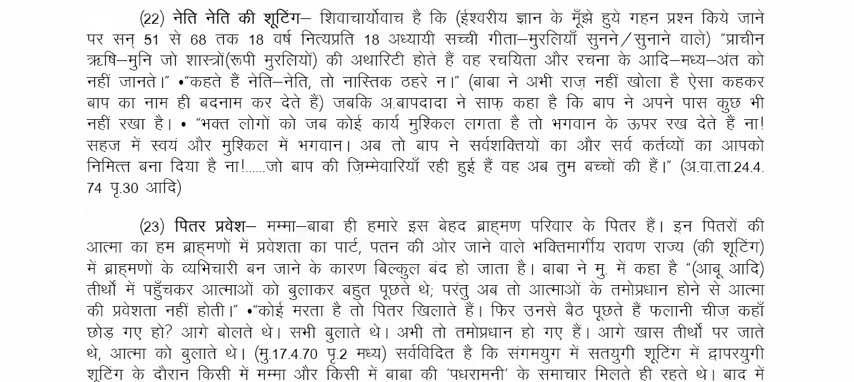 (22) नेति नेति की शूटिंग– शिवाचार्योवाच है कि (ईश्वरीय ज्ञान के मूँझे हुये गहन प्रश्न किये जाने
पर सन् 51 से 68 तक 18 वर्ष नित्यप्रति 18 अध्यायी सच्ची गीता–मुरलियाँ सुनने/सुनाने वाले) “प्राचीन
ऋषि–मुनि जो शास्त्रों(रूपी मुरलियों) की अथारिटी होते हैं वह रचयिता और रचना के आदि–मध्य–अंत को
नहीं जानते।” •“कहते हैं नेति–नेति, तो नास्तिक ठहरे न।” (बाबा ने अभी राज़ नहीं खोला है ऐसा कहकर
बाप का नाम ही बदनाम कर देते हैं) जबकि अ.बापदादा ने साफ़ कहा है कि बाप ने अपने पास कुछ भी
नहीं रखा है। • “भक्त लोगों को जब कोई कार्य मुश्किल लगता है तो भगवान के ऊपर रख देते हैं ना!
सहज में स्वयं और मुश्किल में भगवान। अब तो बाप ने सर्वशक्तियों का और सर्व कर्तव्यों का आपको
निमित्त बना दिया है ना!......जो बाप की ज़िम्मेवारियाँ रही हुई हैं वह अब तुम बच्चों की हैं।” (अ.वा.ता.24.4.
74 पृ.30 आदि)
(23) पितर प्रवेश– मम्मा–बाबा ही हमारे इस बेहद ब्राह्मण परिवार के पितर हैं। इन पितरों की
आत्मा का हम ब्राह्मणों में प्रवेशता का पार्ट, पतन की ओर जाने वाले भक्तिमार्गीय रावण राज्य (की शूटिंग)
में ब्राह्मणों के व्यभिचारी बन जाने के कारण बिल्कुल बंद हो जाता है। बाबा ने मु. में कहा है “(आबू आदि)
तीर्थों में पहुँचकर आत्माओं को बुलाकर बहुत पूछते थे; परंतु अब तो आत्माओं के तमोप्रधान होने से आत्मा
की प्रवेशता नहीं होती।” •“कोई मरता है तो पितर खिलाते हैं। फिर उनसे बैठ पूछते हैं फलानी चीज़ कहाँ
छोड़ गए हो? आगे बोलते थे। सभी बुलाते थे। अभी तो तमोप्रधान हो गए हैं। आगे खास तीर्थों पर जाते
थे, आत्मा को बुलाते थे। (मु.17.4.70 पृ.2 मध्य) सर्वविदित है कि संगमयुग में सतयुगी शूटिंग में द्वापरयुगी
शूटिंग के दौरान किसी में मम्मा और किसी में बाबा की ‘पधरामनी’ के समाचार मिलते ही रहते थे। बाद में